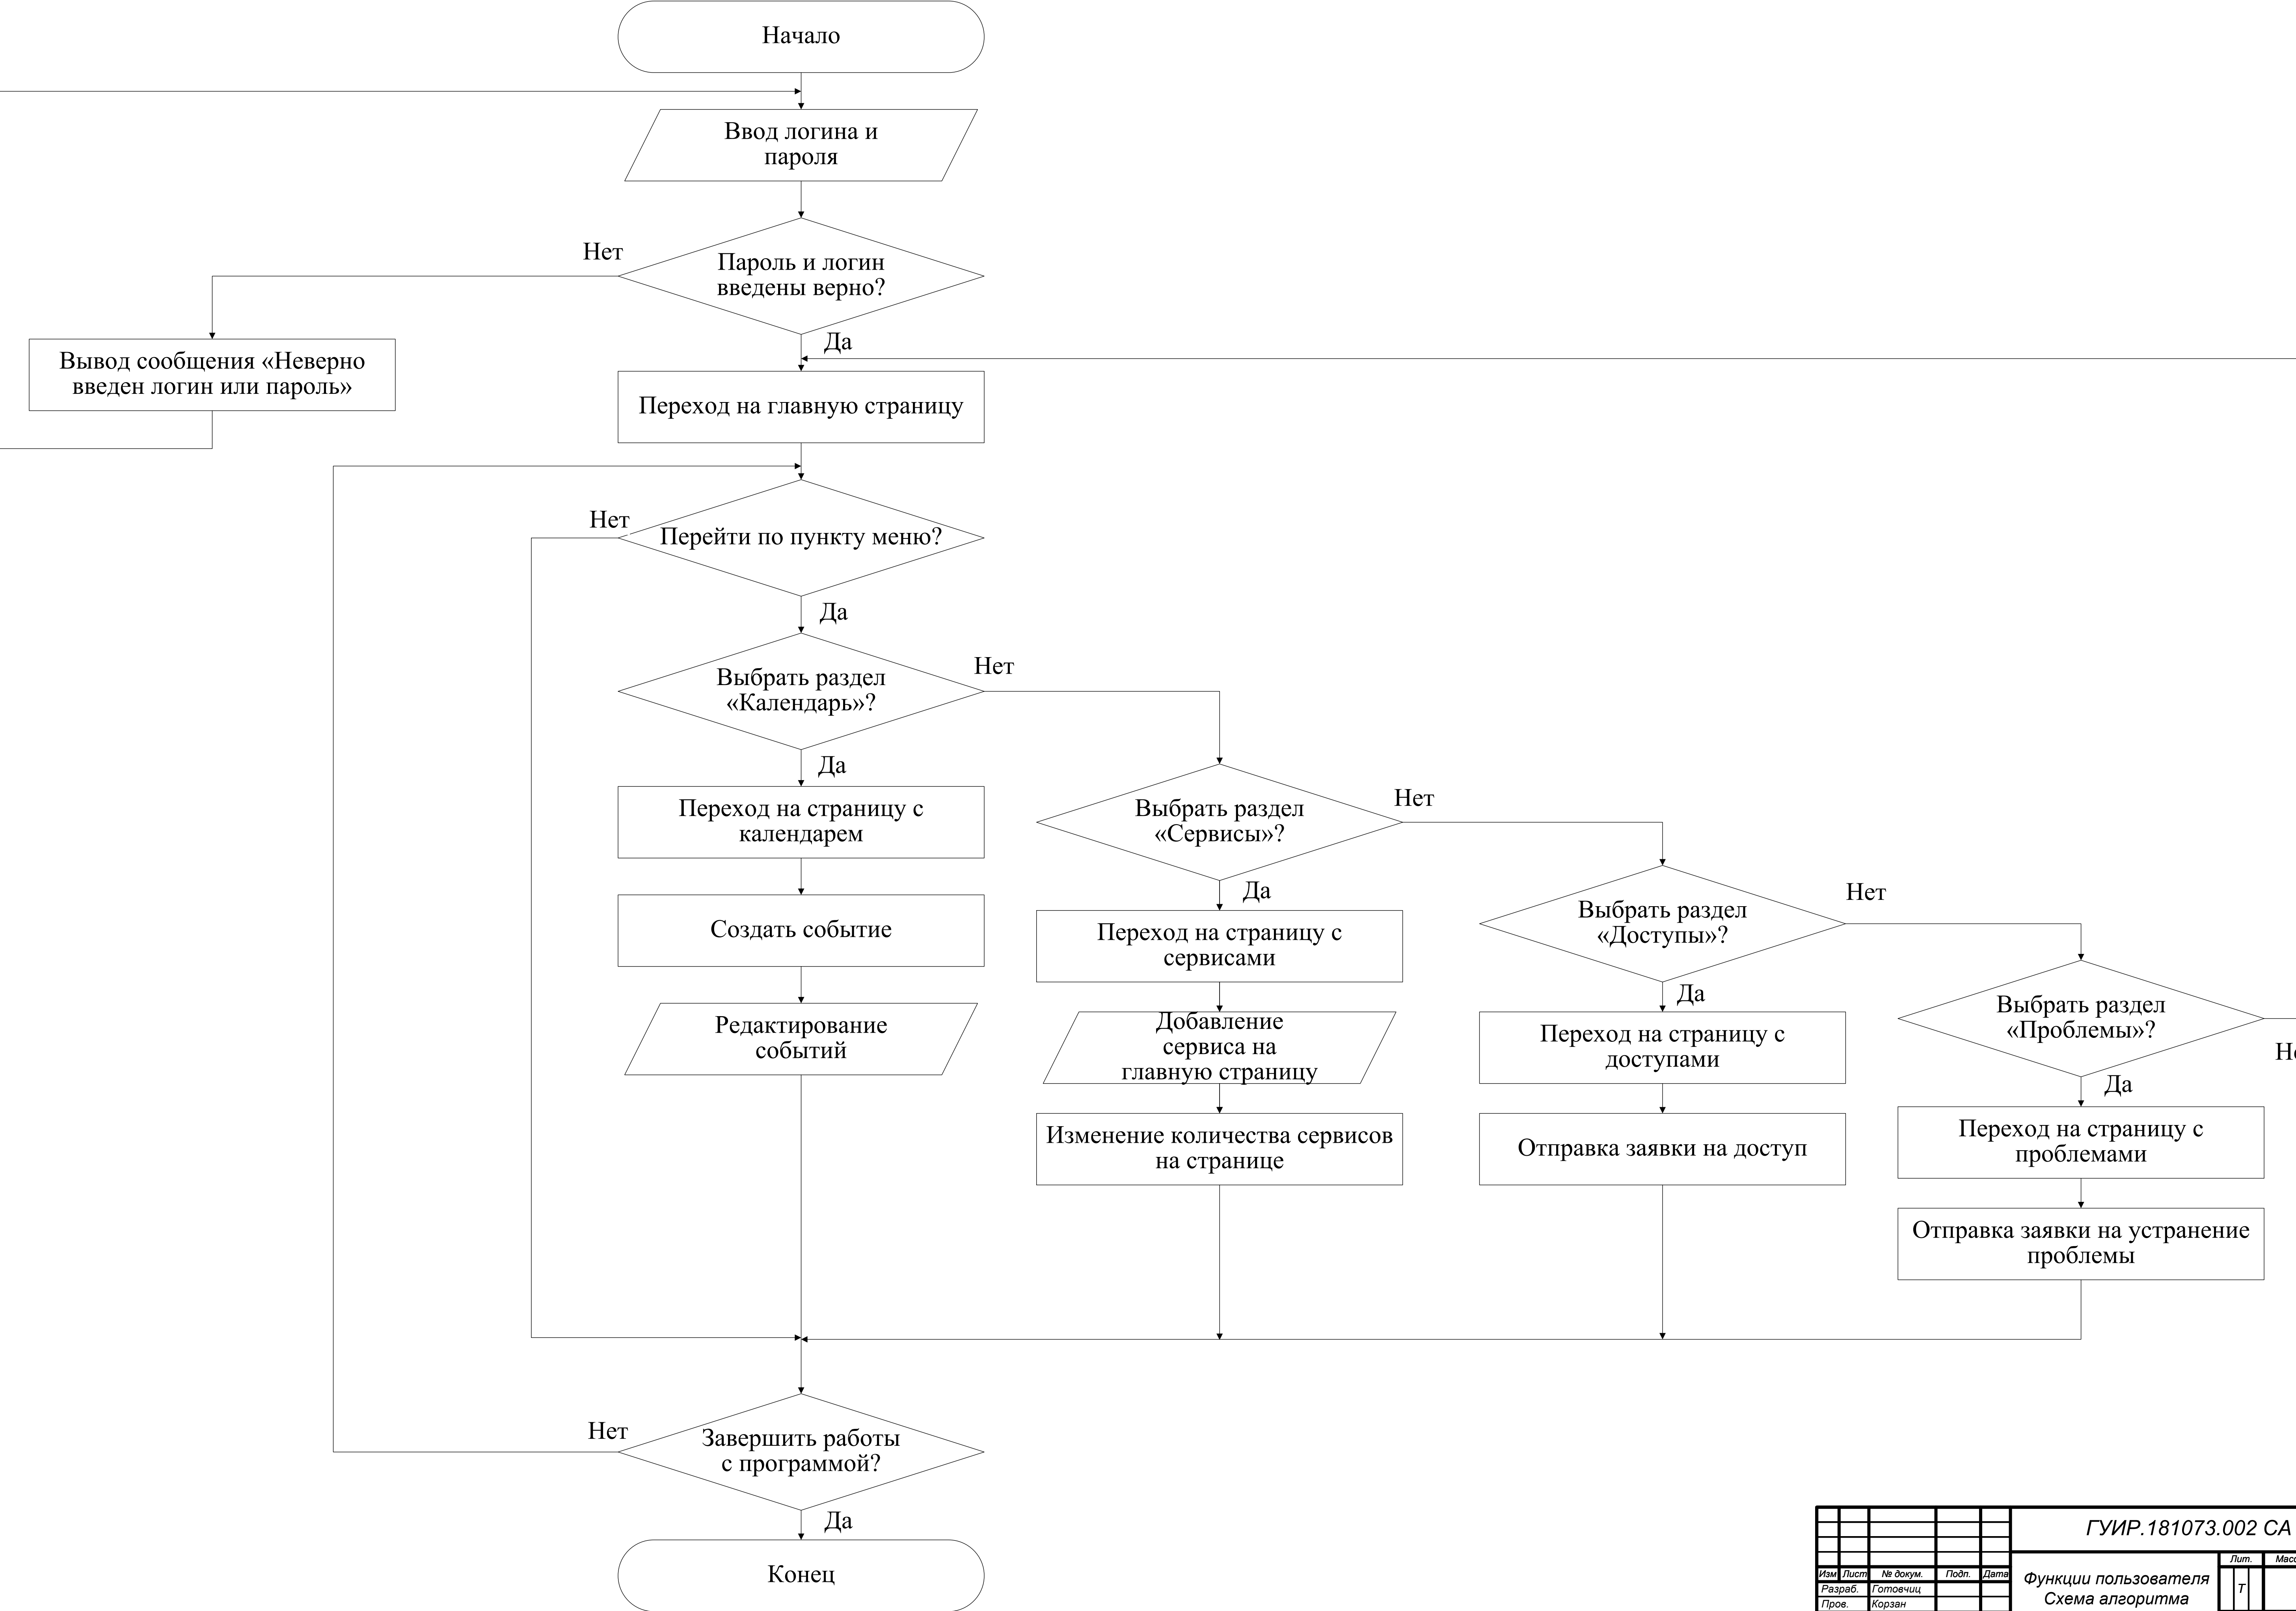 Начало
Ввод логина и
пароля
Нет
Пароль и логин
введены верно?
Да
Вывод сообщения «Неверно
введен логин или пароль»
Переход на главную страницу
Нет
Перейти по пункту меню?
Да
Выбрать раздел
«Календарь»?
Нет
Да
Переход на страницу с
календарем
Создать событие
Редактирование
событий
Выбрать раздел
«Сервисы»?
Нет
Да
Переход на страницу с
сервисами
Добавление
сервиса на
главную страницу
Изменение количества сервисов
на странице
Выбрать раздел
«Доступы»?
Нет
Да
Переход на страницу с
доступами
Отправка заявки на доступ
Выбрать раздел
«Проблемы»?
Да
Переход на страницу с
проблемами
Отправка заявки на устранение
проблемы
Нет
Завершить работы
с программой?
Да
Конец
ГУИР.181073.002 СА
Лит.
Изм Лист № докум. Подп. Дата
Разраб. Готовчиц
Пров. Корзан
Функции пользователя
Схема алгоритма
Т